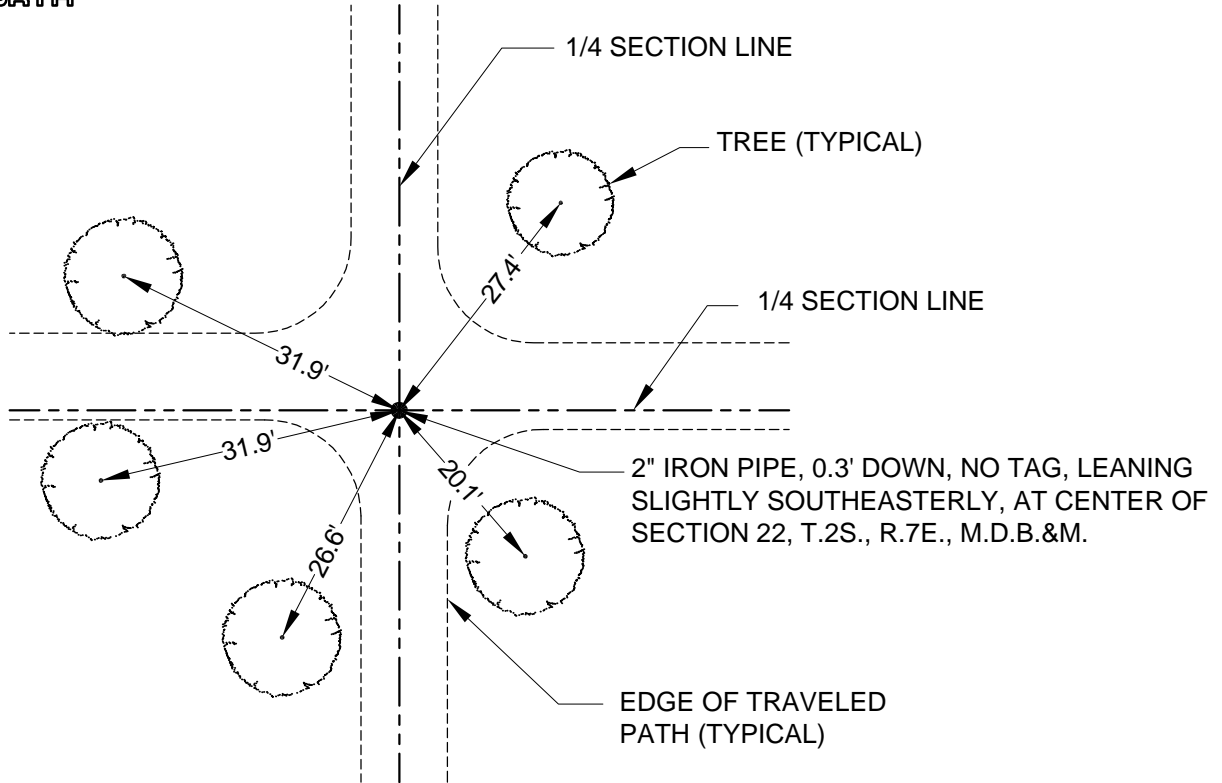 1/4 SECTION LINE
TREE (TYPICAL)
27.4'
1/4 SECTION LINE
31.9'
31.9'
20.1'
2" IRON PIPE, 0.3' DOWN, NO TAG, LEANING
SLIGHTLY SOUTHEASTERLY, AT CENTER OF
SECTION 22, T.2S., R.7E., M.D.B.&M.
26.6'
EDGE OF TRAVELED
PATH (TYPICAL)